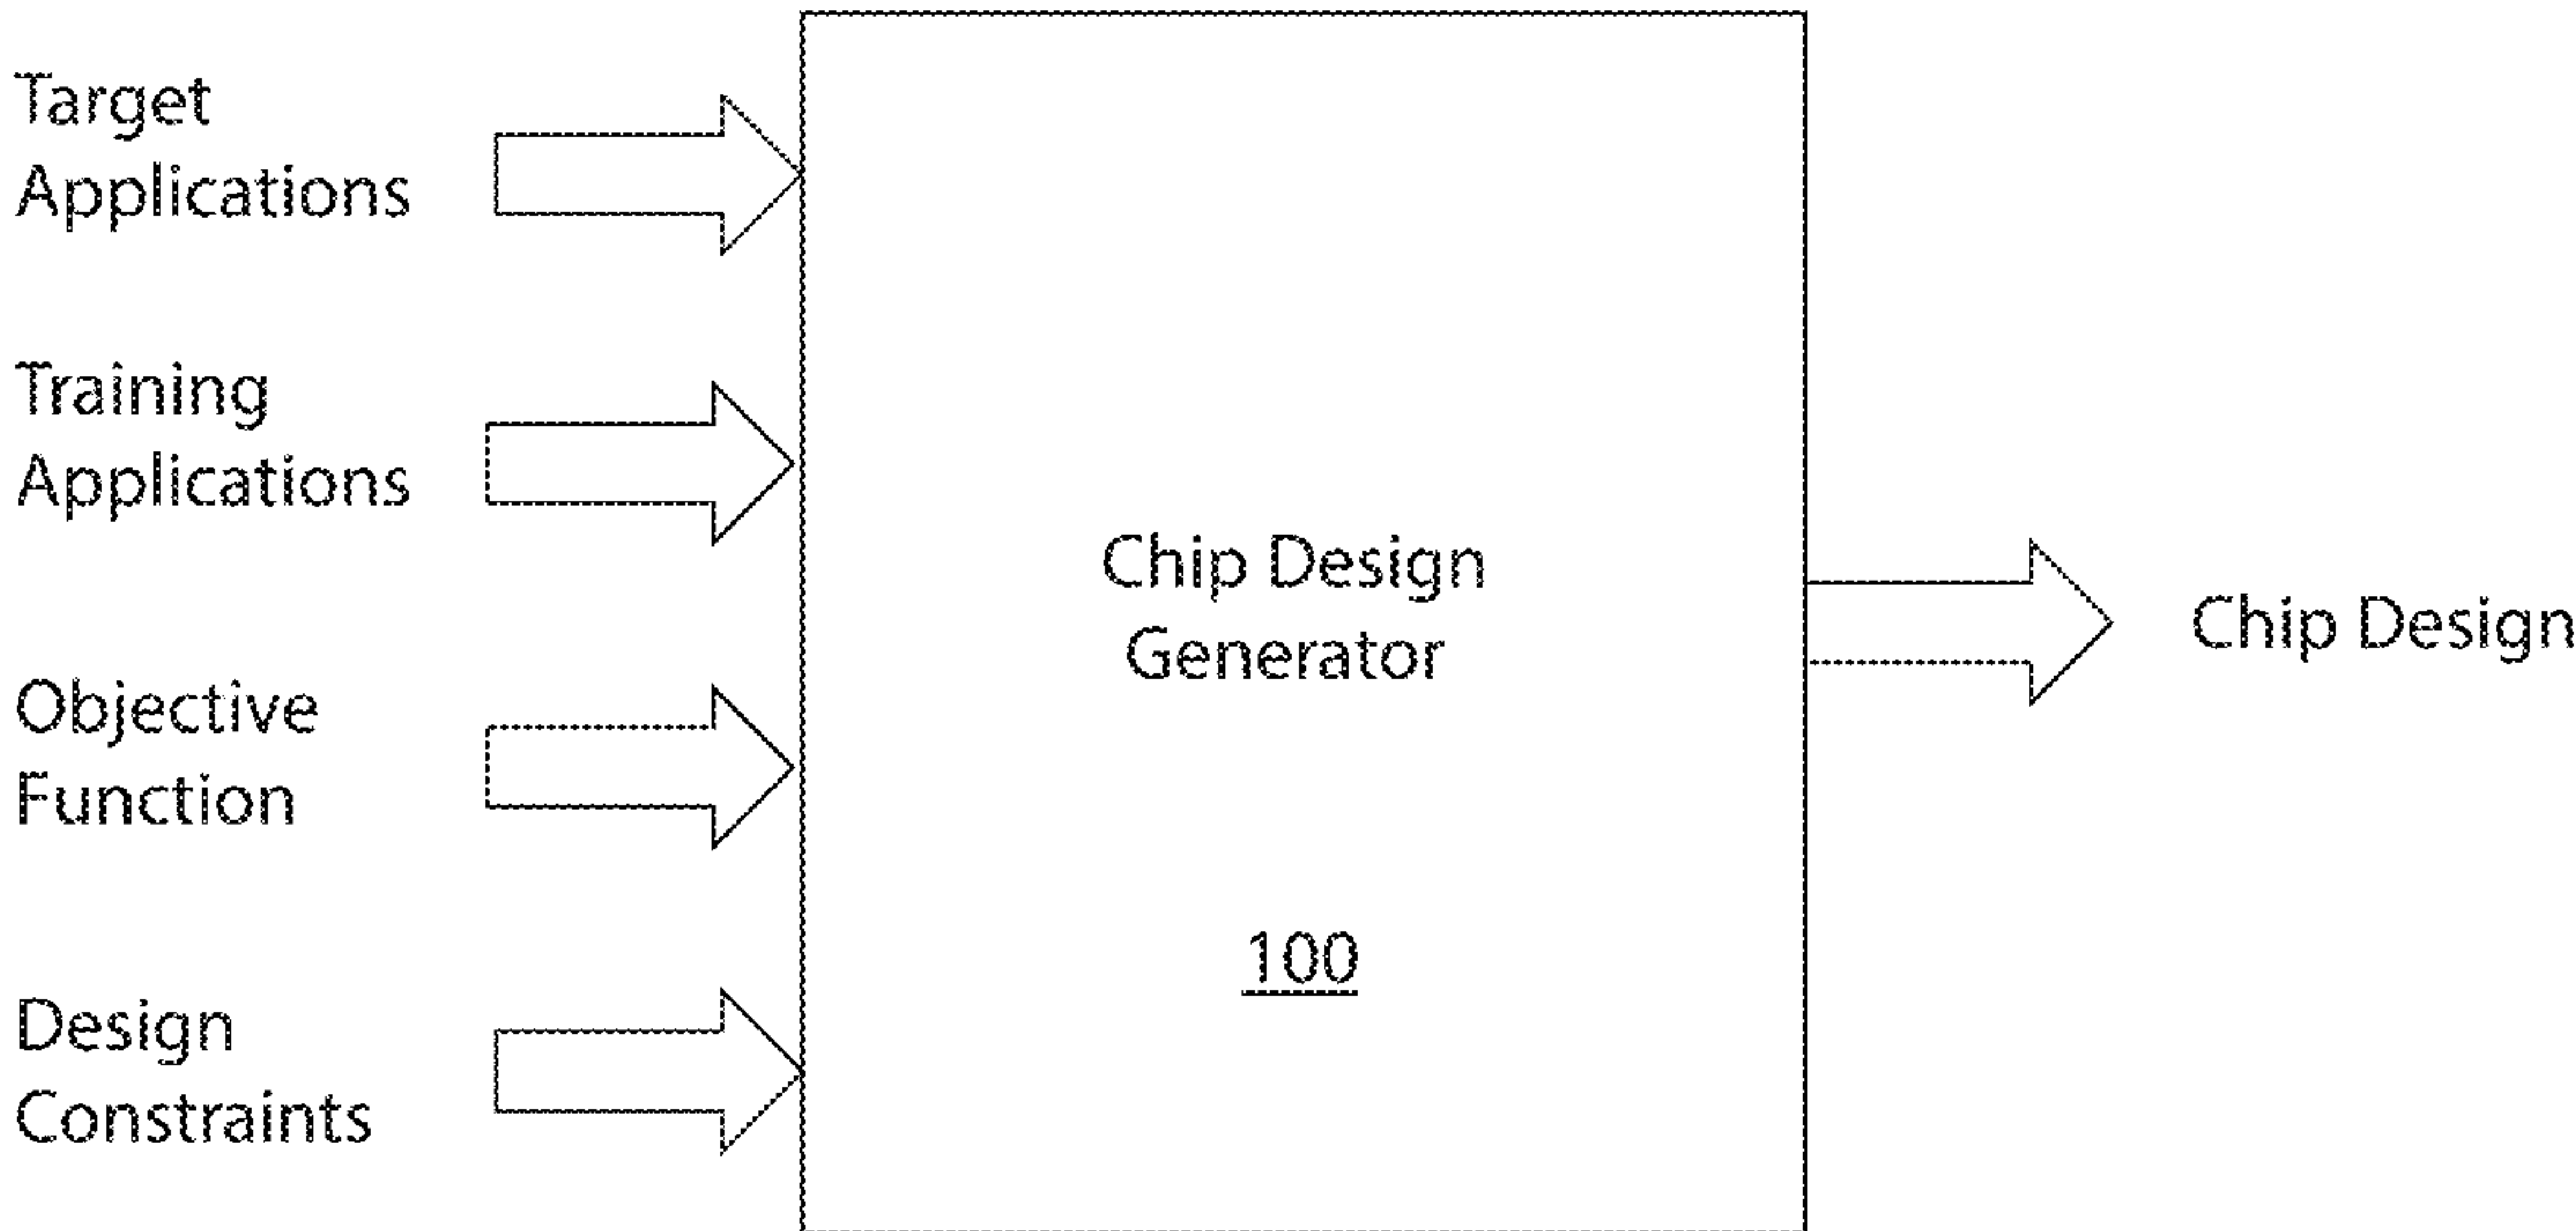 Target
Applications
Training
Applications
Objective
Function
Design
Constraints
Chip Design
Generator
100
Chip Design